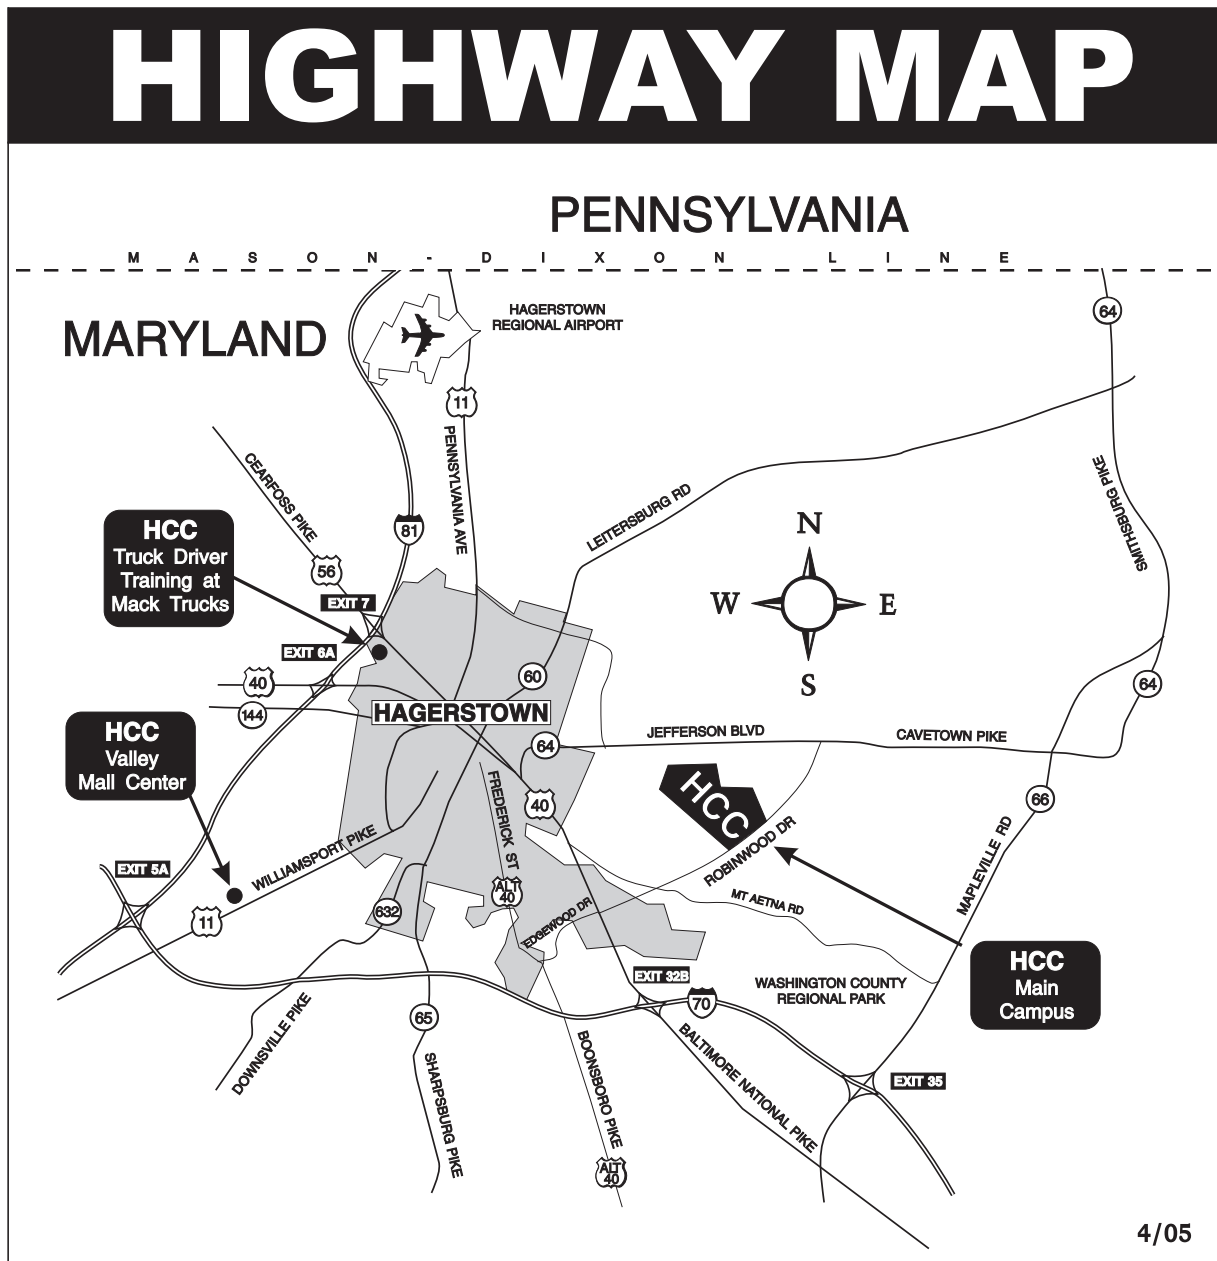 HIGHWAY MAP
PENNSYLVANIA
MASON-DIXON LINE
MARYLAND
HAGERSTOWN
REGIONAL AIRPORT
64
11
PENNSYLVANIA AVE
CEARFOSS PIKE
LEITERSBURG RD
SMITHSBURG PIKE
HCC
Truck Driver
Training at
Mack Trucks
81
56
EXIT 7
N
W E
S
EXIT 6A
40
144
60
64
HAGERSTOWN
HCC
Valley
Mall Center
64
JEFFERSON BLVD
CAVETOWN PIKE
FREDERICK ST
40
HCC
66
WILLIAMSPORT PIKE
ROBINWOOD DR
MAPLEVILLE RD
EXIT 5A
11
632
ALT
40
MT AETNA RD
EDGEWOOD DR
HCC
Main
Campus
EXIT 32B
70
WASHINGTON COUNTY
REGIONAL PARK
DOWNSVILLE PIKE
65
SHARPSBURG PIKE
BOONSBORO PIKE
BALTIMORE NATIONAL PIKE
EXIT 35
ALT
40
4/05